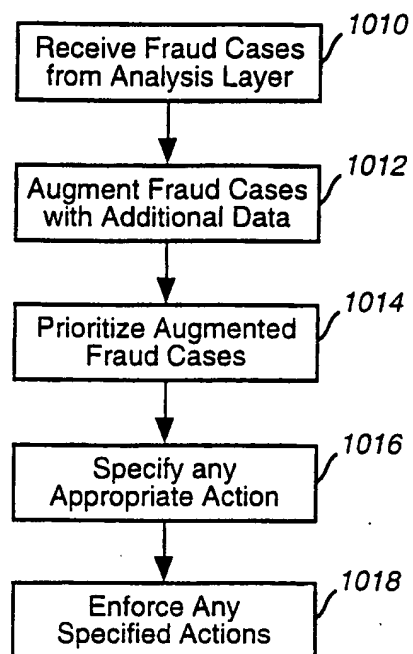 1010
Receive Fraud Cases
from Analysis Layer
1012
Augment Fraud Cases
with Additional Data
1014
Prioritize Augmented
Fraud Cases
1016
Specify any
Appropriate Action
1018
Enforce Any
Specified Actions